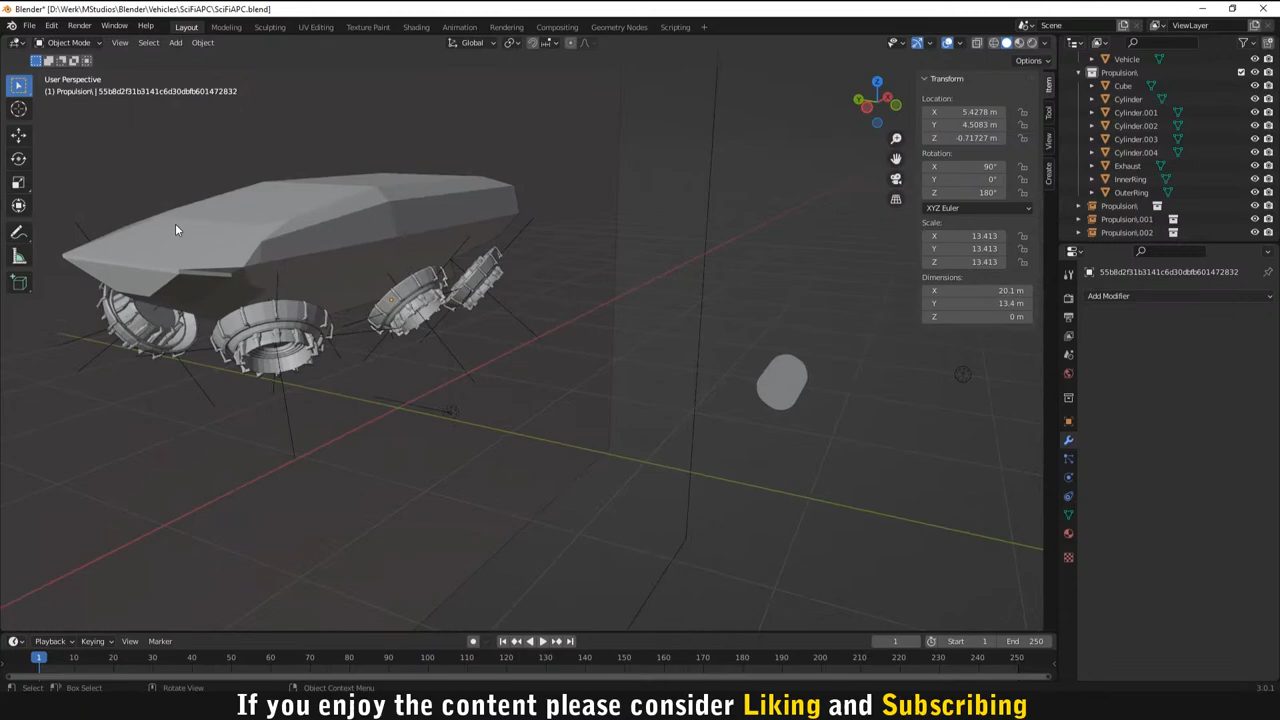 Blender* [D:\Werk\MStudios\Blender\Vehicles\SciFiAPC\SciFiAPC.blend]
File Edit Render Window Help Layout Modeling Sculpting UV Editing Texture Paint Shading Animation Rendering Compositing Geometry Nodes Scripting + Scene ViewLayer
Object Mode View Select Add Object Global
Options
User Perspective
(1) Propulsion\ | 55b8d2f31b3141c6d30dbfb601472832
Transform
Location:
X 5.4278 m
Y 4.5083 m
Z -0.71727 m
Rotation:
X 90°
Y 0°
Z 180°
XYZ Euler
Scale:
X 13.413
Y 13.413
Z 13.413
Dimensions:
X 20.1 m
Y 13.4 m
Z 0 m
Item
Tool
View
Create
Z
X
Y
Vehicle
Propulsion\
Cube
Cylinder
Cylinder.001
Cylinder.002
Cylinder.003
Cylinder.004
Exhaust
InnerRing
OuterRing
Propulsion\
Propulsion\.001
Propulsion\.002
55b8d2f31b3141c6d30dbfb601472832
Add Modifier
Playback Keying View Marker 1 Start 1 End 250
1 10 20 30 40 50 60 70 80 90 100 110 120 130 140 150 160 170 180 190 200 210 220 230 240 250
Select Box Select Rotate View Object Context Menu 3.0.1
If you enjoy the content please consider Liking and Subscribing